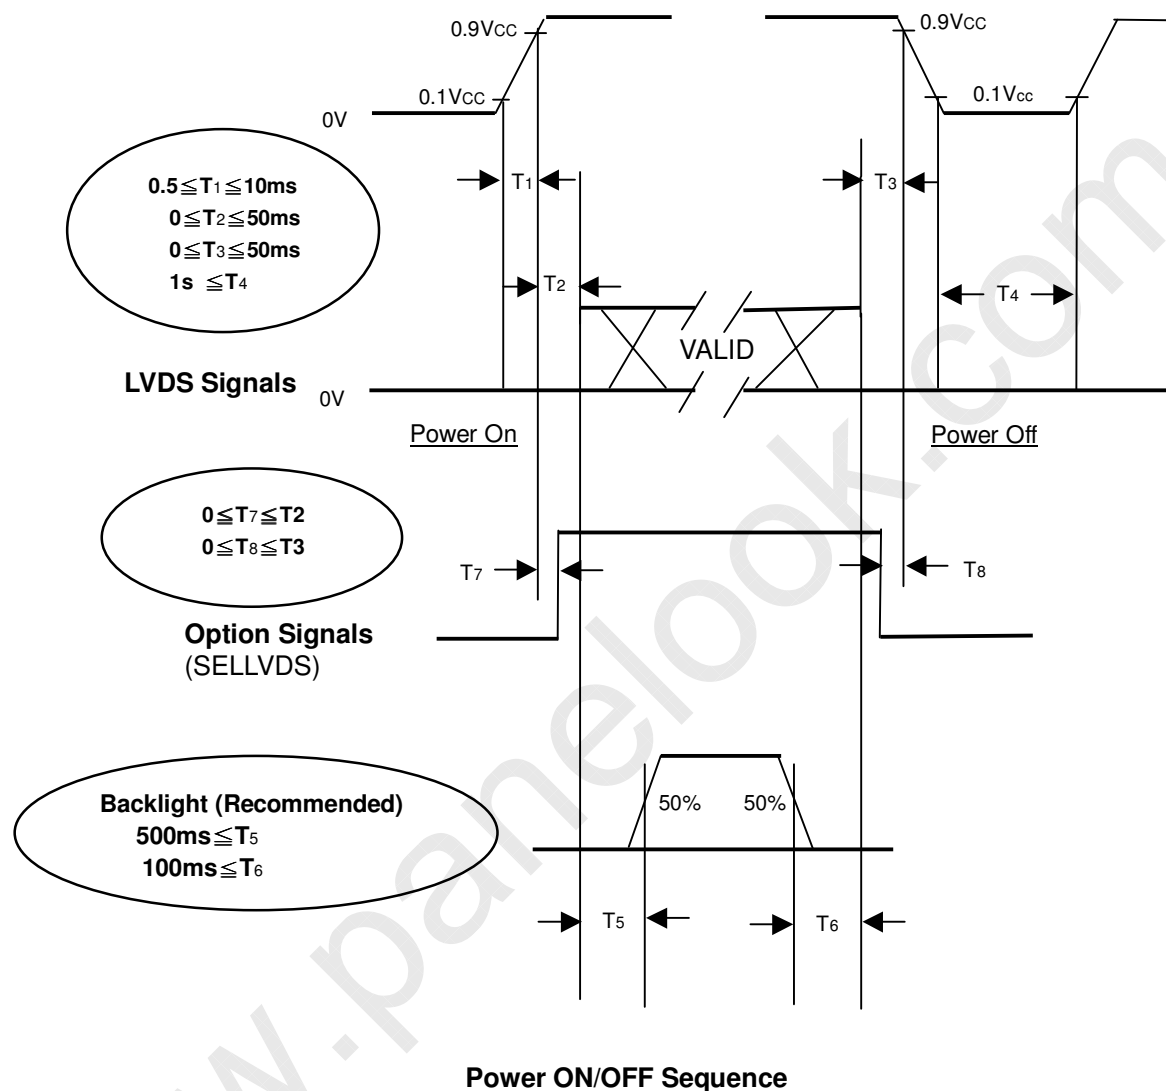 0.9VCC
0.9VCC
0.1VCC
0.1Vcc
0V
0.5≦T1≦10ms
0≦T2≦50ms
0≦T3≦50ms
1s ≦T4
T1
T3
T2
T4
VALID
LVDS Signals
0V
Power On
Power Off
0≦T7≦T2
0≦T8≦T3
T7
T8
Option Signals
(SELLVDS)
Backlight (Recommended)
500ms≦T5
100ms≦T6
50%
50%
T5
T6
Power ON/OFF Sequence
www.panelook.com